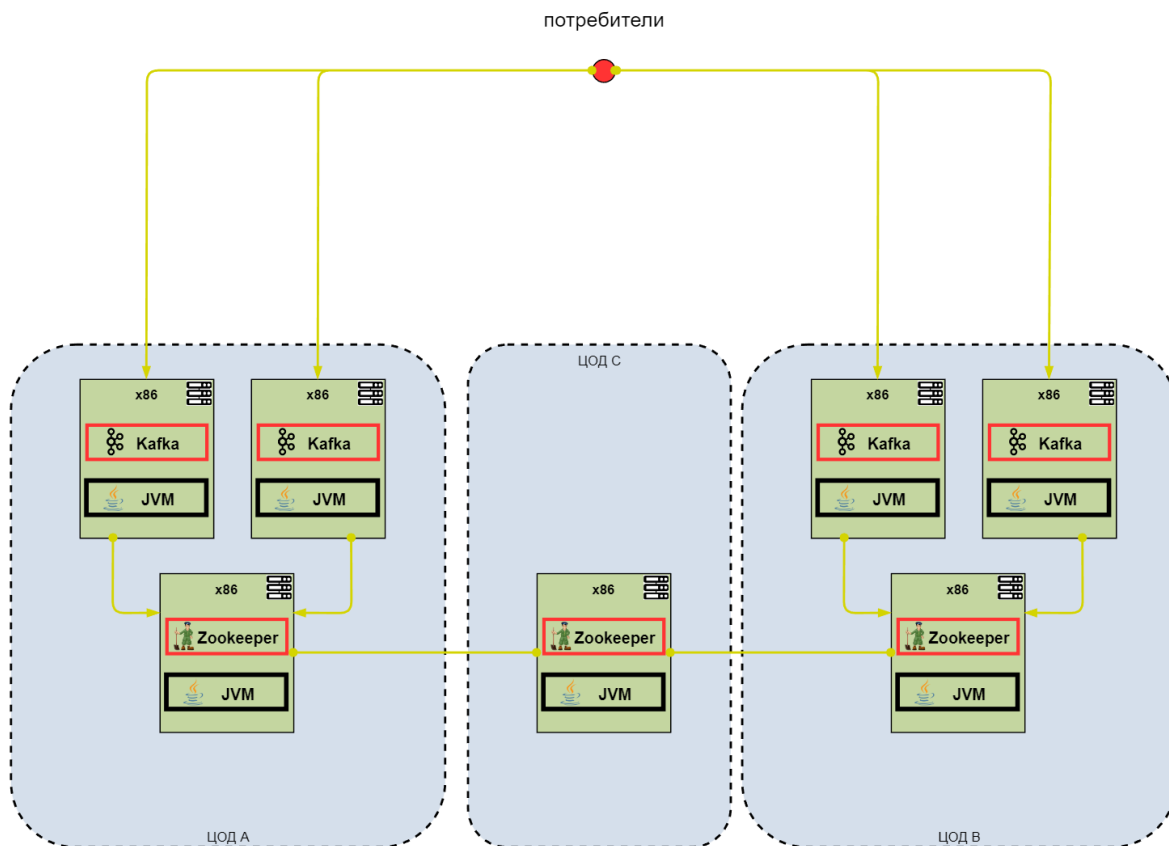 потребители
ЦОД C
x86
x86
x86
x86
Kafka
Kafka
Kafka
Kafka
JVM
JVM
JVM
JVM
x86
x86
x86
Zookeeper
Zookeeper
Zookeeper
JVM
JVM
JVM
ЦОД A
ЦОД B